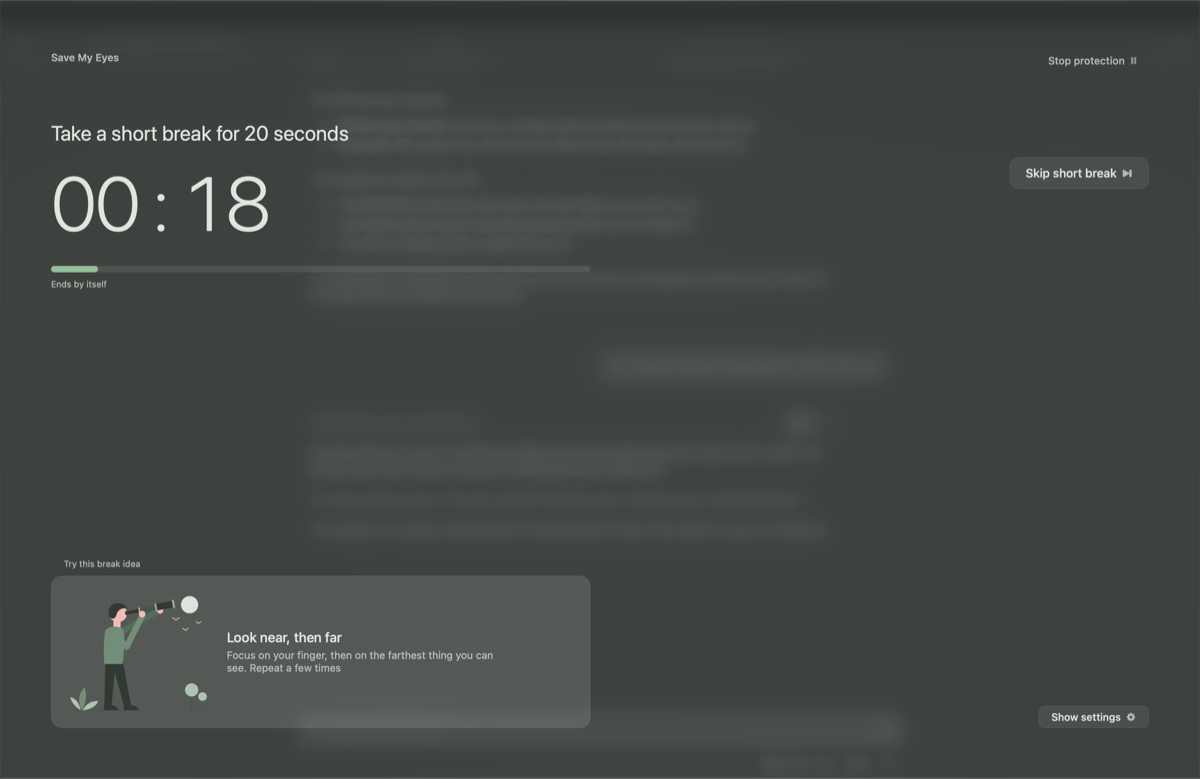 Save My Eyes
Stop protection
Take a short break for 20 seconds
00 : 18
Skip short break
Ends by itself
Try this break idea
Look near, then far
Focus on your finger, then on the farthest thing you can
see. Repeat a few times
Show settings